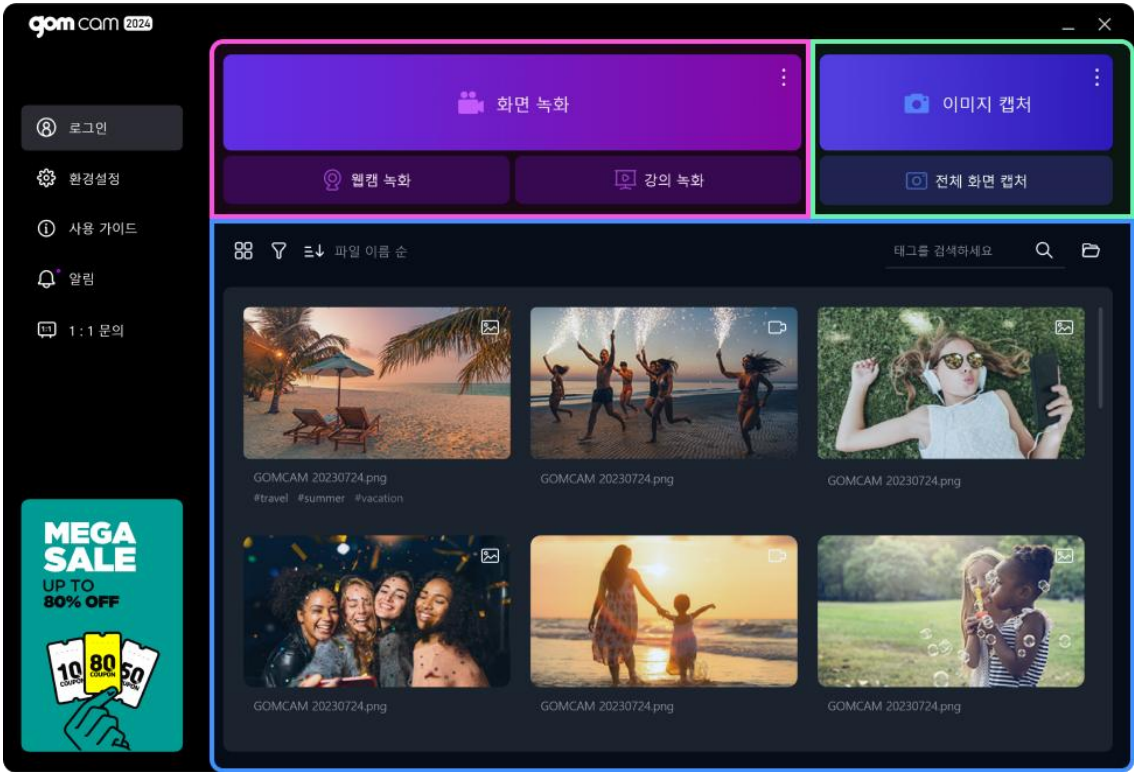 gom cam 2024
로그인
환경설정
사용 가이드
알림
1:1
1 : 1 문의
MEGA
SALE
UP TO
80% OFF
10
COUPON
80
COUPON
50
COUPON
화면 녹화
웹캠 녹화
강의 녹화
이미지 캡처
전체 화면 캡처
파일 이름 순
태그를 검색하세요
GOMCAM 20230724.png
#travel #summer #vacation
GOMCAM 20230724.png
GOMCAM 20230724.png
GOMCAM 20230724.png
GOMCAM 20230724.png
GOMCAM 20230724.png